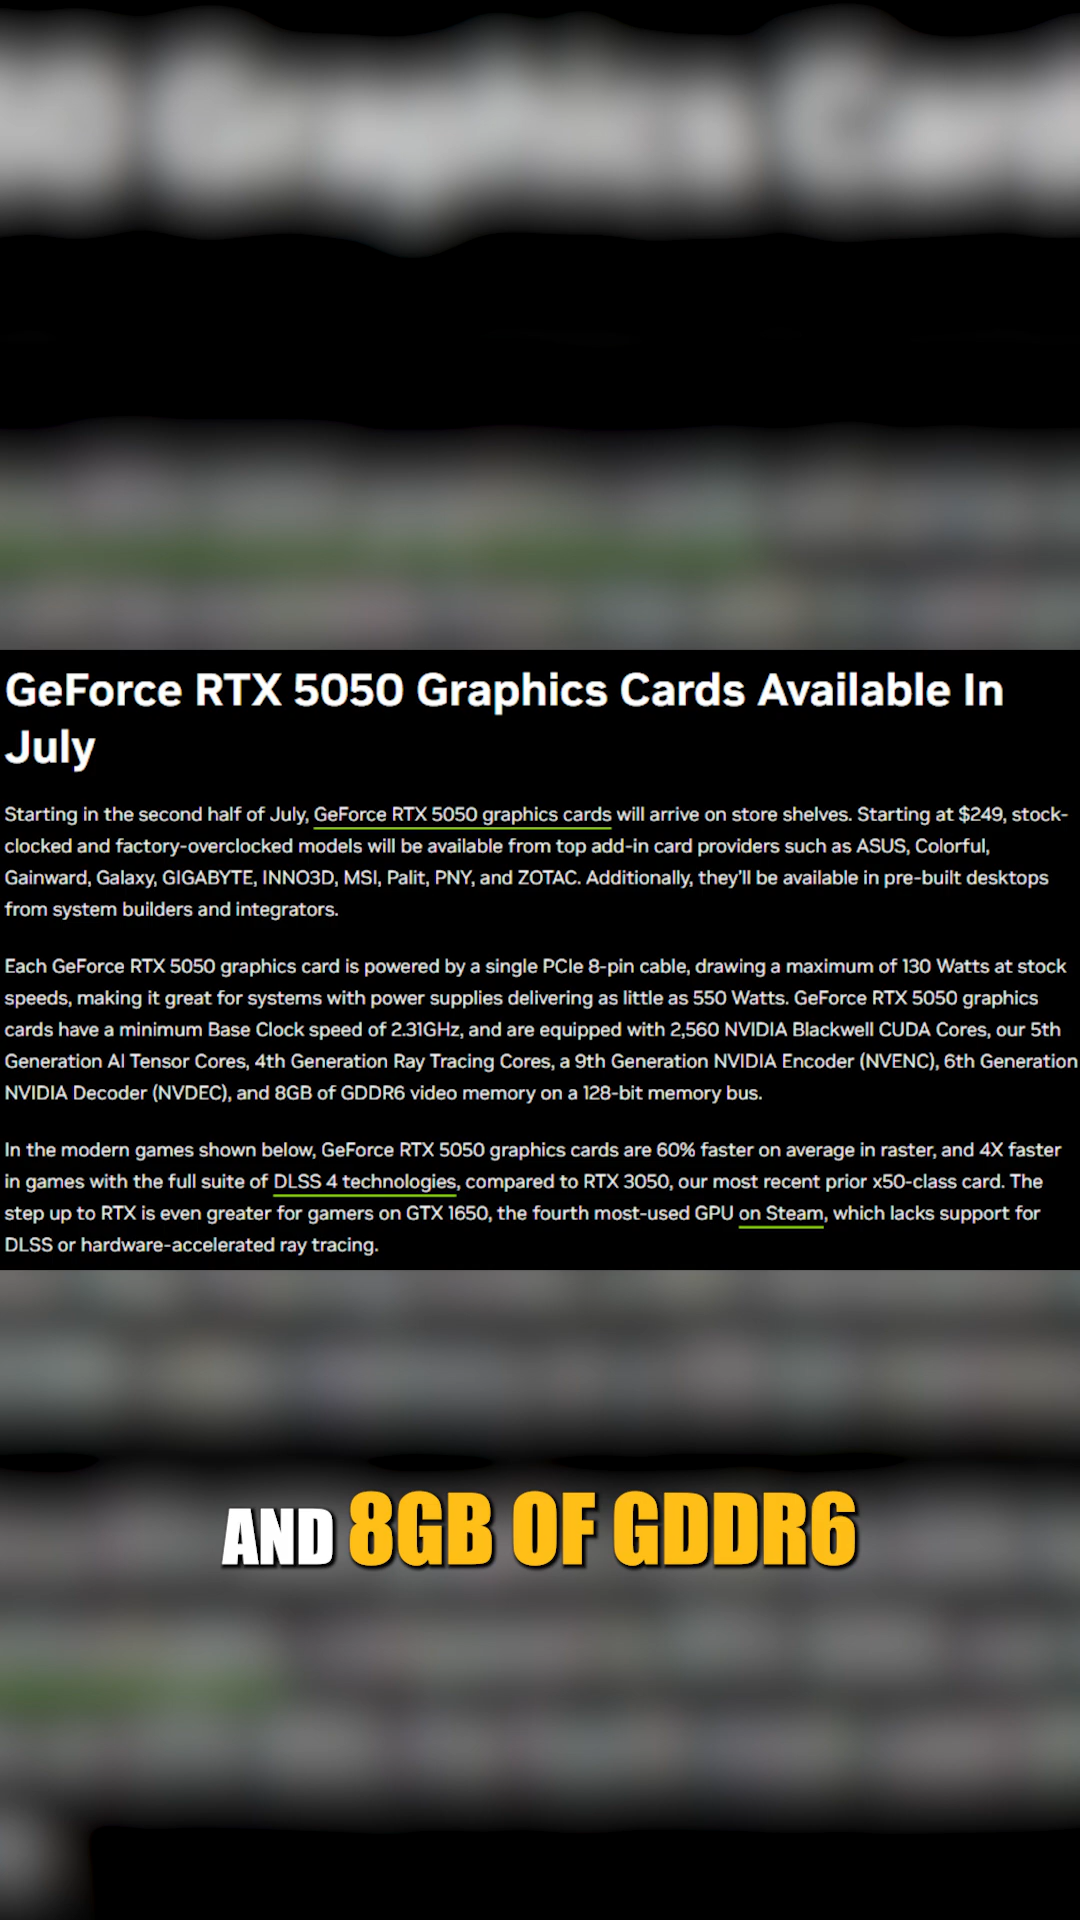 GeForce RTX 5050 Graphics Cards Available In
July
Starting in the second half of July, GeForce RTX 5050 graphics cards will arrive on store shelves. Starting at $249, stock-
clocked and factory-overclocked models will be available from top add-in card providers such as ASUS, Colorful,
Gainward, Galaxy, GIGABYTE, INNO3D, MSI, Palit, PNY, and ZOTAC. Additionally, they'll be available in pre-built desktops
from system builders and integrators.
Each GeForce RTX 5050 graphics card is powered by a single PCIe 8-pin cable, drawing a maximum of 130 Watts at stock
speeds, making it great for systems with power supplies delivering as little as 550 Watts. GeForce RTX 5050 graphics
cards have a minimum Base Clock speed of 2.31GHz, and are equipped with 2,560 NVIDIA Blackwell CUDA Cores, our 5th
Generation AI Tensor Cores, 4th Generation Ray Tracing Cores, a 9th Generation NVIDIA Encoder (NVENC), 6th Generation
NVIDIA Decoder (NVDEC), and 8GB of GDDR6 video memory on a 128-bit memory bus.
In the modern games shown below, GeForce RTX 5050 graphics cards are 60% faster on average in raster, and 4X faster
in games with the full suite of DLSS 4 technologies, compared to RTX 3050, our most recent prior x50-class card. The
step up to RTX is even greater for gamers on GTX 1650, the fourth most-used GPU on Steam, which lacks support for
DLSS or hardware-accelerated ray tracing.
AND 8GB OF GDDR6